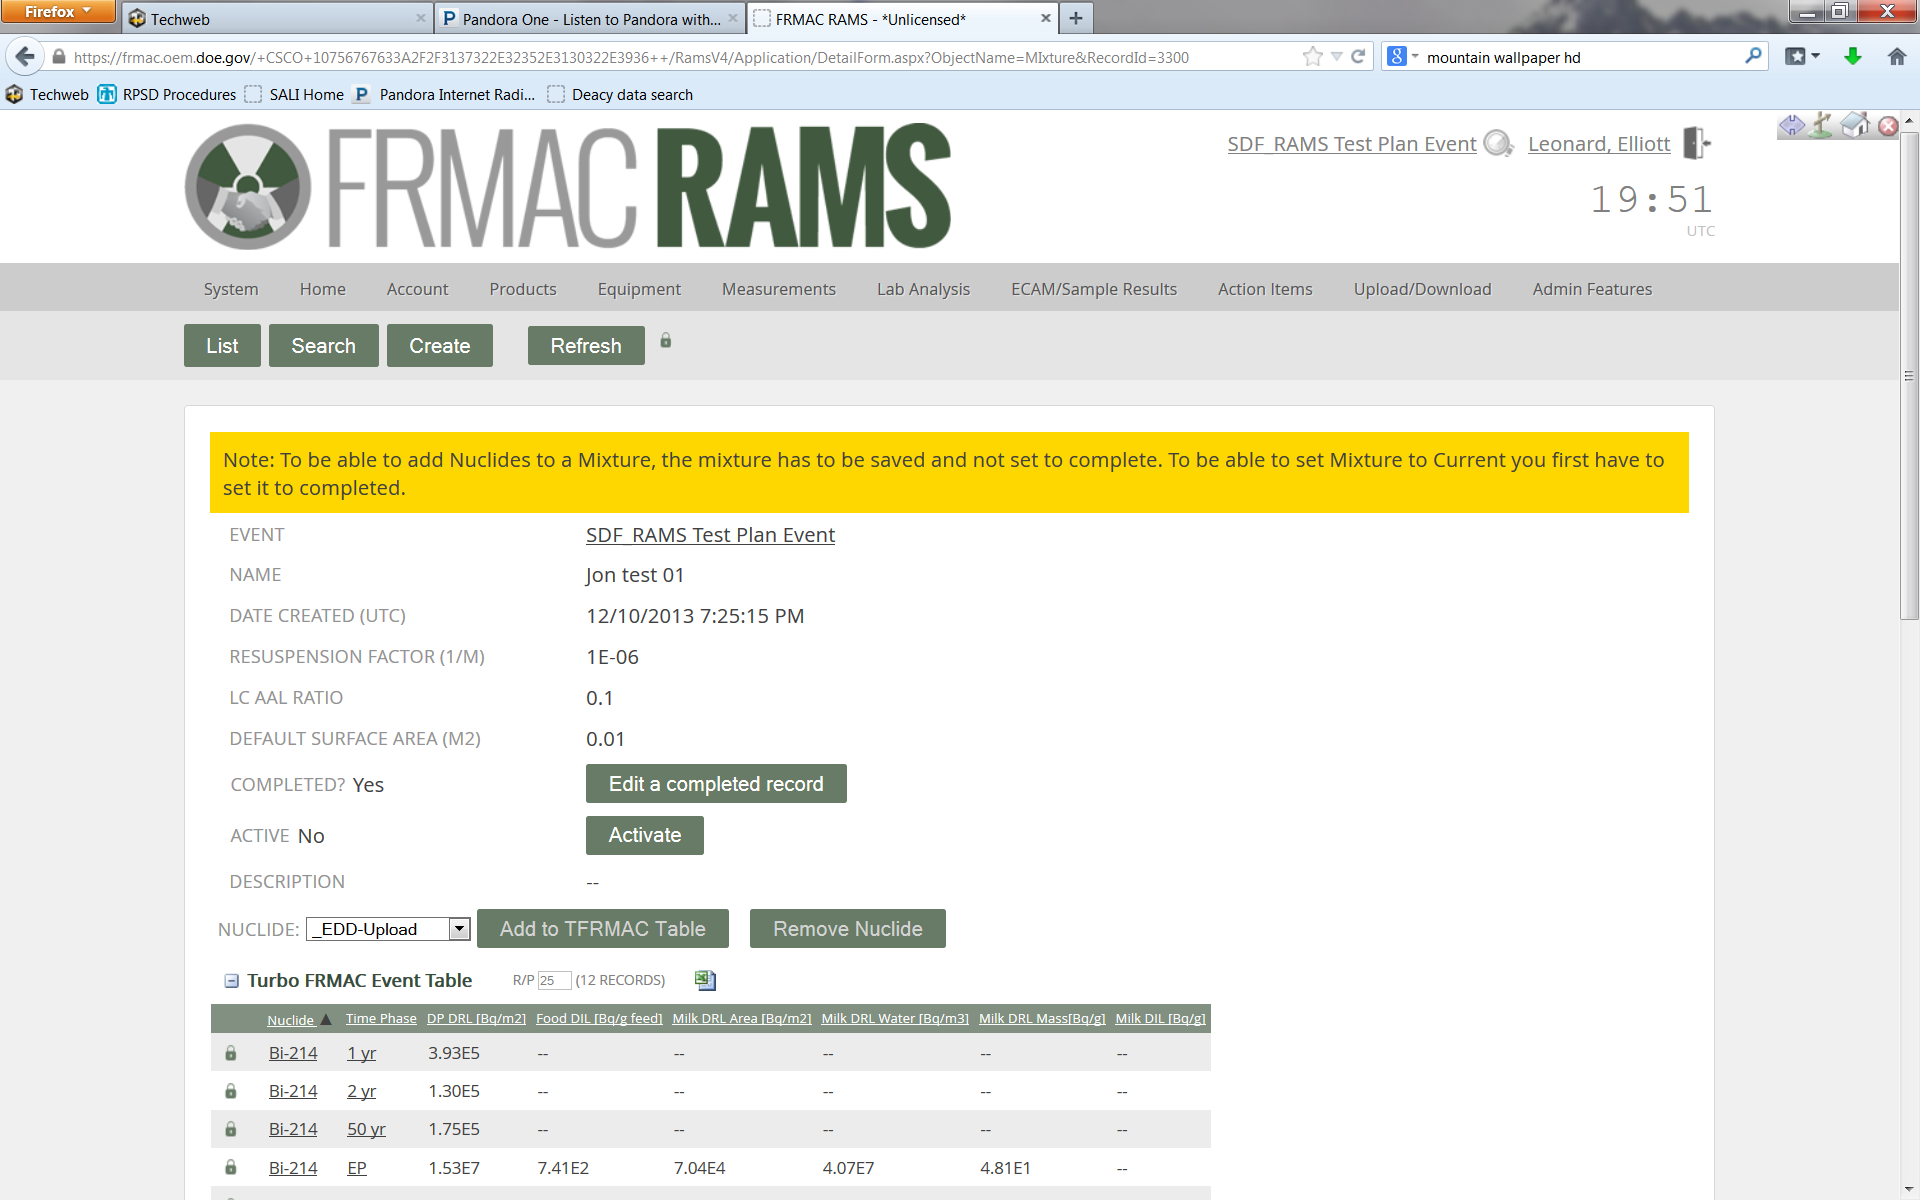 Firefox
Techweb
Pandora One - Listen to Pandora with...
FRMAC RAMS - *Unlicensed*
https://frmac.oem.doe.gov/+CSCO+10756767633A2F2F3137322E32352E3130322E3936++/RamsV4/Application/DetailForm.aspx?ObjectName=MIxture&RecordId=3300
mountain wallpaper hd
Techweb RPSD Procedures SALI Home Pandora Internet Radi... Deacy data search
FRMAC RAMS
SDF_RAMS Test Plan Event Leonard, Elliott
19:51
UTC
System Home Account Products Equipment Measurements Lab Analysis ECAM/Sample Results Action Items Upload/Download Admin Features
List Search Create Refresh
Note: To be able to add Nuclides to a Mixture, the mixture has to be saved and not set to complete. To be able to set Mixture to Current you first have to
set it to completed.
EVENT SDF_RAMS Test Plan Event
NAME Jon test 01
DATE CREATED (UTC) 12/10/2013 7:25:15 PM
RESUSPENSION FACTOR (1/M) 1E-06
LC AAL RATIO 0.1
DEFAULT SURFACE AREA (M2) 0.01
COMPLETED? Yes Edit a completed record
ACTIVE No Activate
DESCRIPTION --
NUCLIDE: _EDD-Upload Add to TFRMAC Table Remove Nuclide
Turbo FRMAC Event Table R/P 25 (12 RECORDS)
Nuclide Time Phase DP DRL [Bq/m2] Food DIL [Bq/g feed] Milk DRL Area [Bq/m2] Milk DRL Water [Bq/m3] Milk DRL Mass[Bq/g] Milk DIL [Bq/g]
Bi-214 1 yr 3.93E5 -- -- -- -- --
Bi-214 2 yr 1.30E5 -- -- -- -- --
Bi-214 50 yr 1.75E5 -- -- -- -- --
Bi-214 EP 1.53E7 7.41E2 7.04E4 4.07E7 4.81E1 --